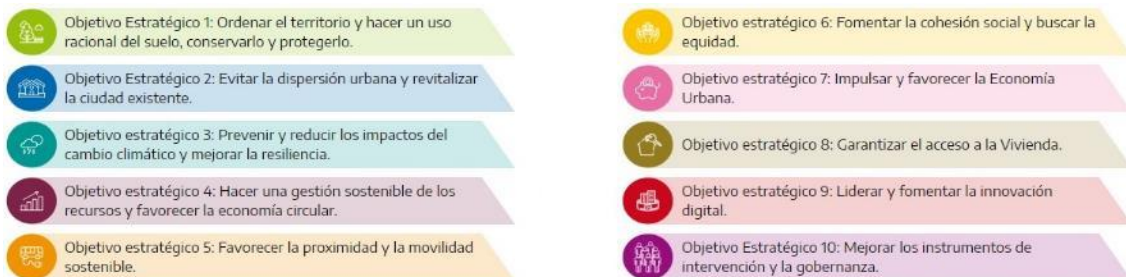 Objetivo Estratégico 1: Ordenar el territorio y hacer un uso
racional del suelo, conservarlo y protegerlo.
Objetivo Estratégico 2: Evitar la dispersión urbana y revitalizar
la ciudad existente.
Objetivo estratégico 3: Prevenir y reducir los impactos del
cambio climático y mejorar la resiliencia.
Objetivo estratégico 4: Hacer una gestión sostenible de los
recursos y favorecer la economía circular.
Objetivo estratégico 5: Favorecer la proximidad y la movilidad
sostenible.
Objetivo estratégico 6: Fomentar la cohesión social y buscar la
equidad.
Objetivo estratégico 7: Impulsar y favorecer la Economía
Urbana.
Objetivo estratégico 8: Garantizar el acceso a la Vivienda.
Objetivo estratégico 9: Liderar y fomentar la innovación
digital.
Objetivo Estratégico 10: Mejorar los instrumentos de
intervención y la gobernanza.